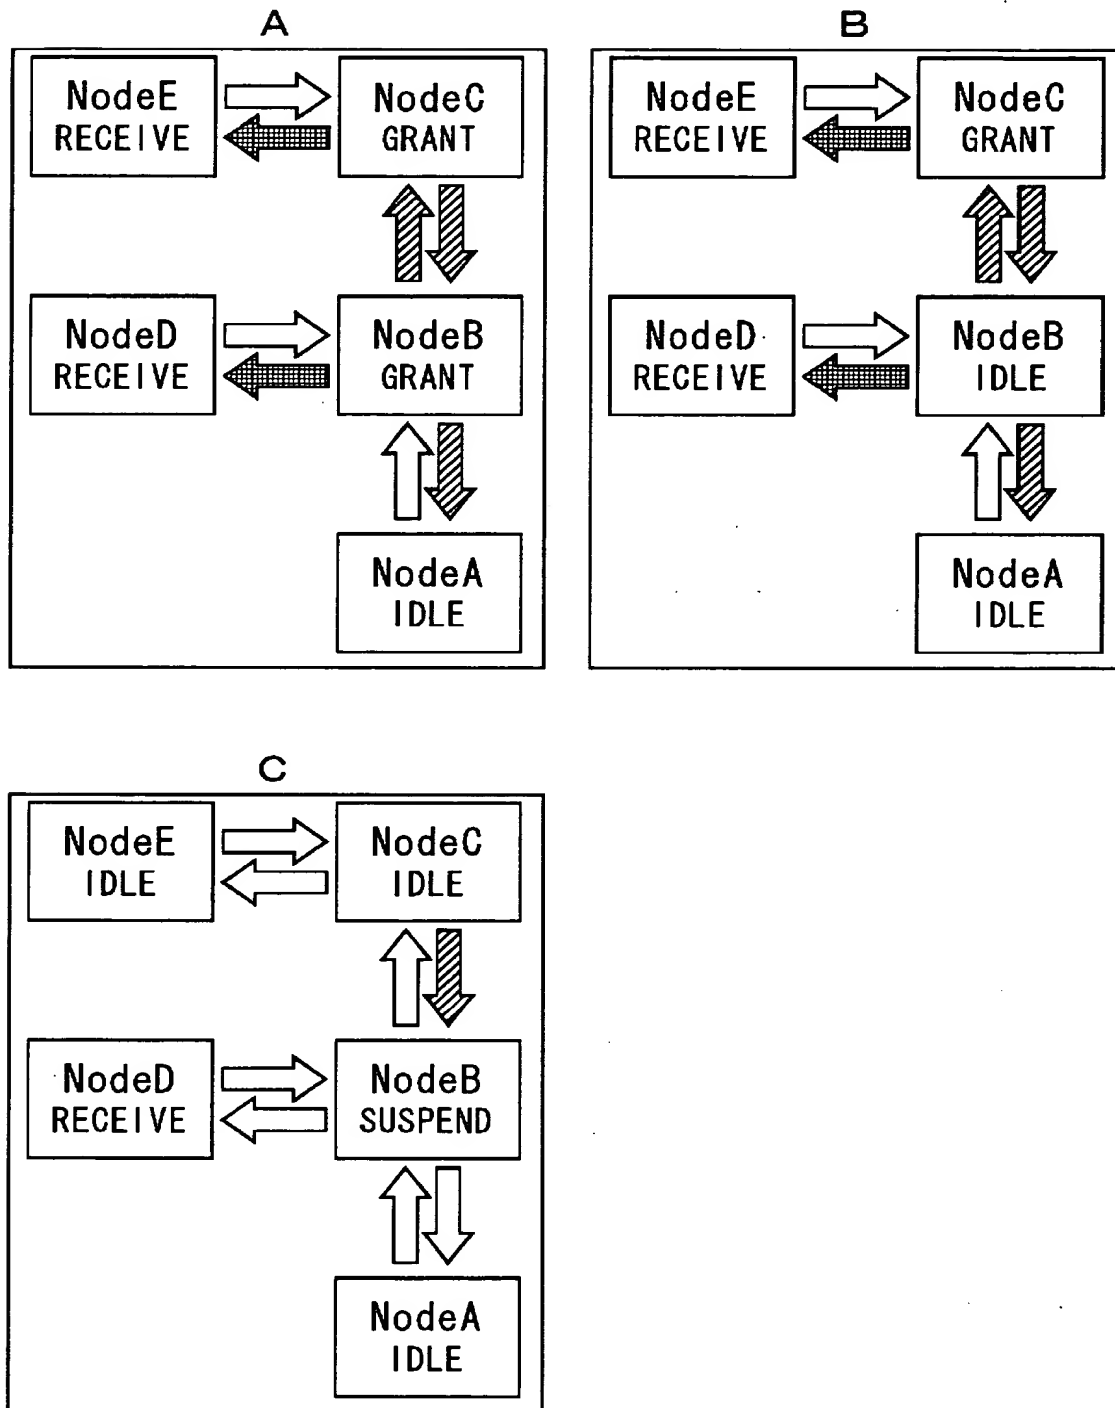 A
NodeE
RECEIVE
NodeC
GRANT
NodeD
RECEIVE
NodeB
GRANT
NodeA
IDLE
B
NodeE
RECEIVE
NodeC
GRANT
NodeD
RECEIVE
NodeB
IDLE
NodeA
IDLE
C
NodeE
IDLE
NodeC
IDLE
NodeD
RECEIVE
NodeB
SUSPEND
NodeA
IDLE